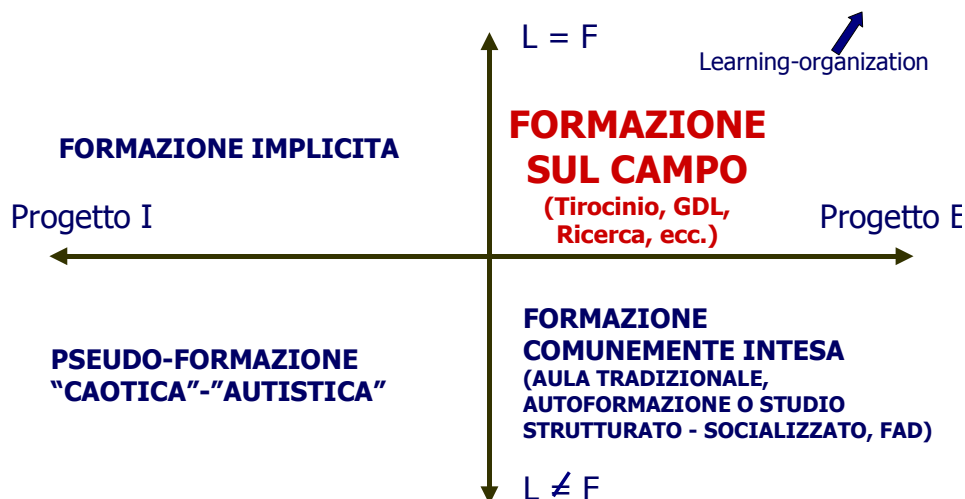 L = F
Learning-organization
FORMAZIONE IMPLICITA
FORMAZIONE
SUL CAMPO
(Tirocinio, GDL,
Ricerca, ecc.)
Progetto I
Progetto E
PSEUDO-FORMAZIONE
“CAOTICA”-”AUTISTICA”
FORMAZIONE
COMUNEMENTE INTESA
(AULA TRADIZIONALE,
AUTOFORMAZIONE O STUDIO
STRUTTURATO - SOCIALIZZATO, FAD)
L ≠ F